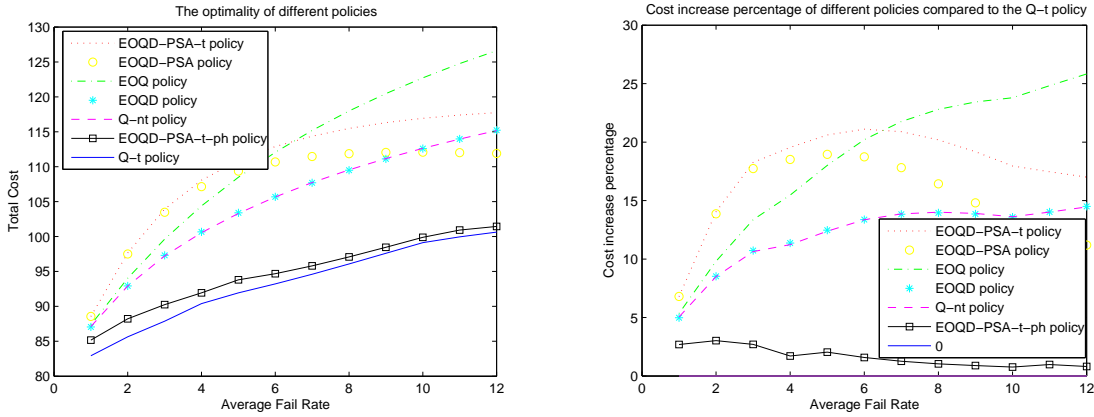 The optimality of different policies
130
125
120
115
110
105
100
95
90
85
80
Total Cost
0 2 4 6 8 10 12
Average Fail Rate
EOQD−PSA−t policy
EOQD−PSA policy
EOQ policy
EOQD policy
Q−nt policy
EOQD−PSA−t−ph policy
Q−t policy
Cost increase percentage of different policies compared to the Q−t policy
30
25
20
15
10
5
0
Cost increase percentage
0 2 4 6 8 10 12
Average Fail Rate
EOQD−PSA−t policy
EOQD−PSA policy
EOQ policy
EOQD policy
Q−nt policy
EOQD−PSA−t−ph policy
0